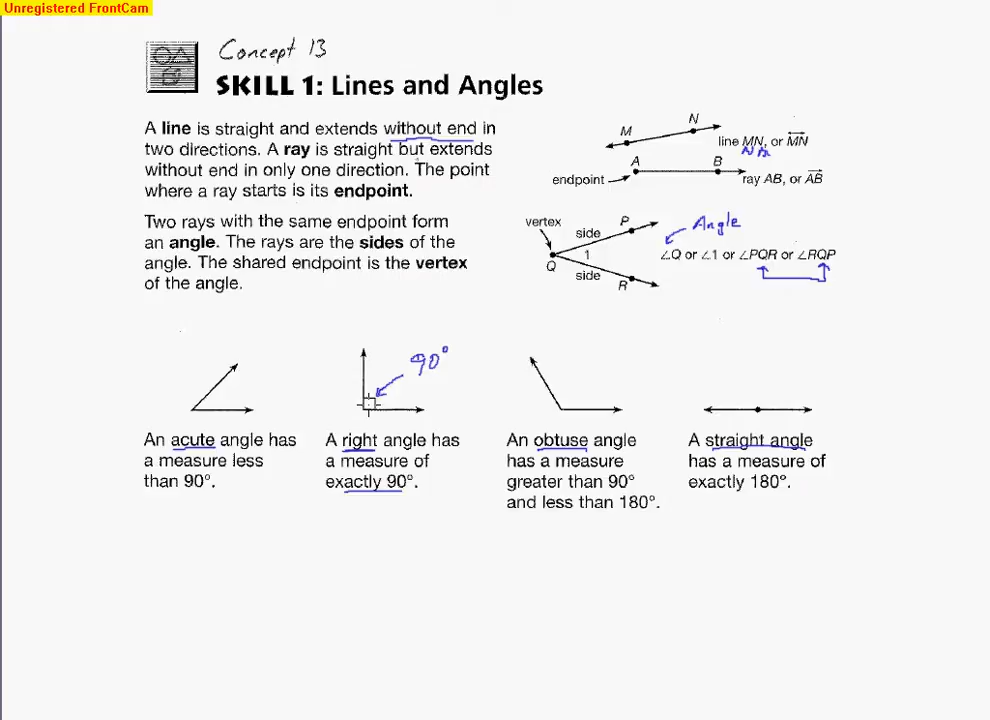 Unregistered FrontCam
Concept 13
SKILL 1: Lines and Angles
A line is straight and extends without end in
two directions. A ray is straight but extends
without end in only one direction. The point
where a ray starts is its endpoint.
M
N
line MN, or MN
NM
A
B
endpoint
ray AB, or AB
Two rays with the same endpoint form
an angle. The rays are the sides of the
angle. The shared endpoint is the vertex
of the angle.
vertex
P
side
Angle
1
∠Q or ∠1 or ∠PQR or ∠RQP
Q
side
R
90°
An acute angle has
a measure less
than 90°.
A right angle has
a measure of
exactly 90°.
An obtuse angle
has a measure
greater than 90°
and less than 180°.
A straight angle
has a measure of
exactly 180°.